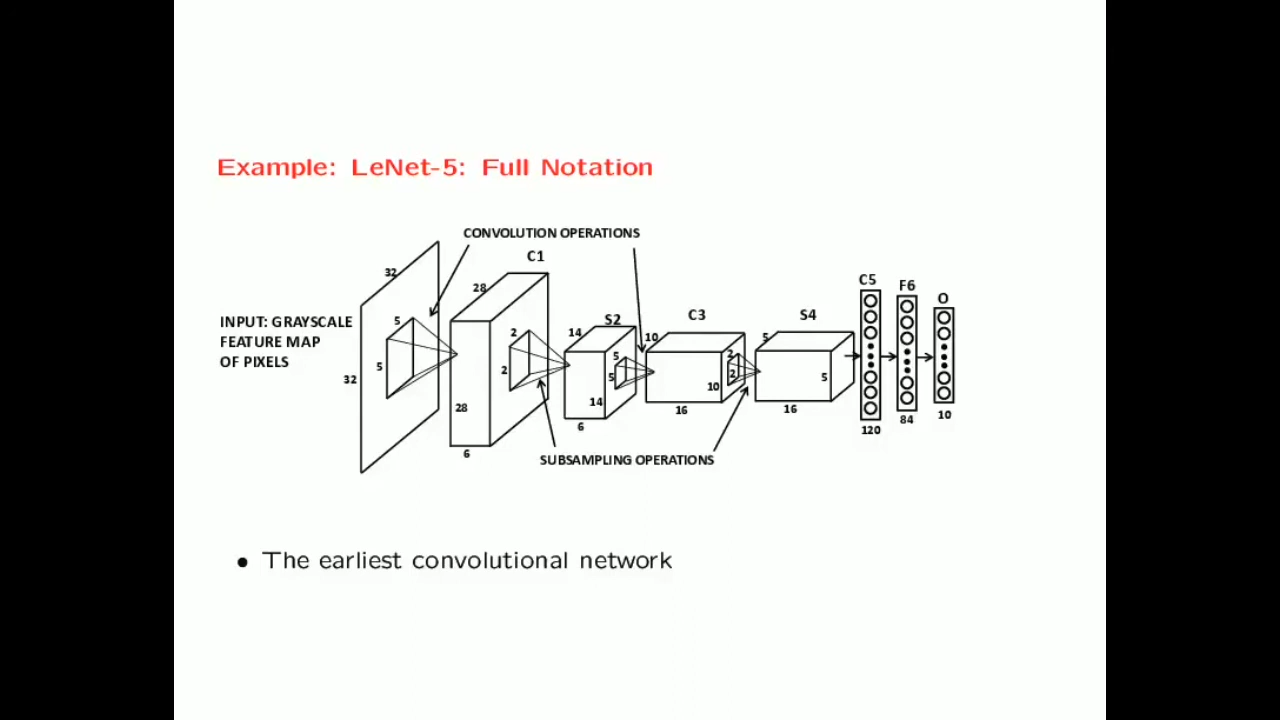 Example: LeNet-5: Full Notation
CONVOLUTION OPERATIONS
C1
32
28
INPUT: GRAYSCALE
FEATURE MAP
OF PIXELS
5
5
32
2
2
28
6
14
S2
5
5
14
6
10
C3
2
2
10
16
5
S4
5
16
C5
F6
O
120
84
10
SUBSAMPLING OPERATIONS
• The earliest convolutional network